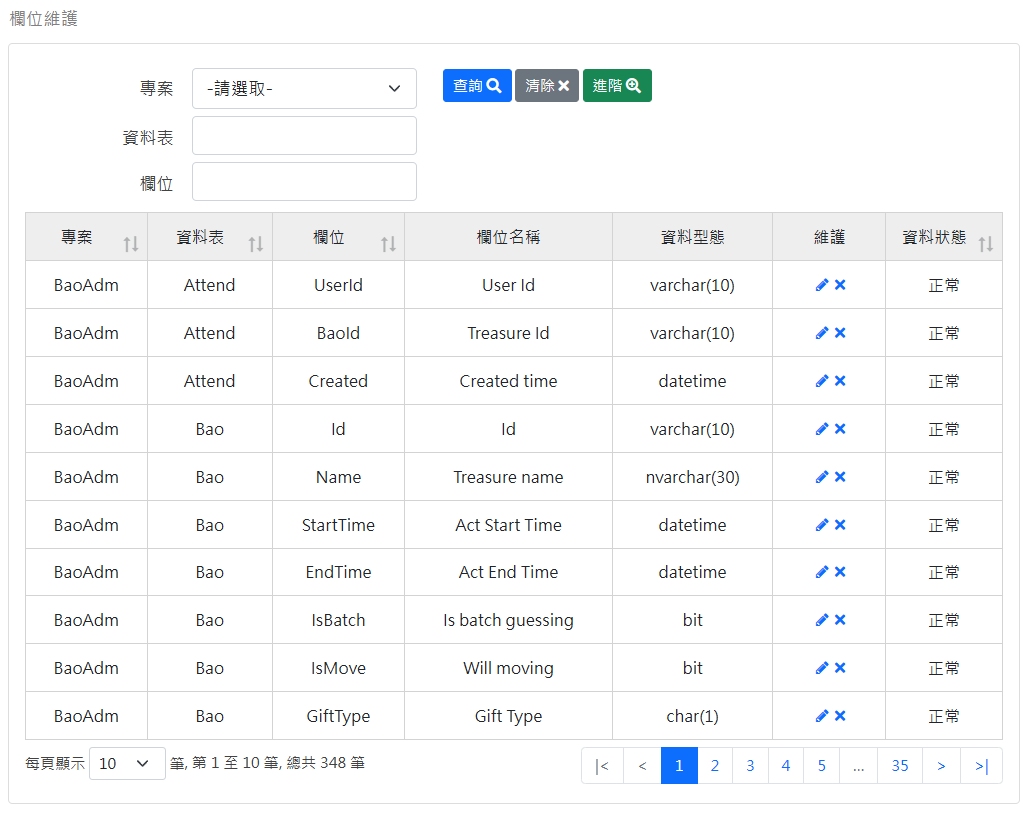 欄位維護
專案 -請選取- 查詢 清除 進階
資料表
欄位
專案 資料表 欄位 欄位名稱 資料型態 維護 資料狀態
BaoAdm Attend UserId User Id varchar(10) 正常
BaoAdm Attend BaoId Treasure Id varchar(10) 正常
BaoAdm Attend Created Created time datetime 正常
BaoAdm Bao Id Id varchar(10) 正常
BaoAdm Bao Name Treasure name nvarchar(30) 正常
BaoAdm Bao StartTime Act Start Time datetime 正常
BaoAdm Bao EndTime Act End Time datetime 正常
BaoAdm Bao IsBatch Is batch guessing bit 正常
BaoAdm Bao IsMove Will moving bit 正常
BaoAdm Bao GiftType Gift Type char(1) 正常
每頁顯示 10 筆, 第 1 至 10 筆, 總共 348 筆 |< < 1 2 3 4 5 ... 35 > >|